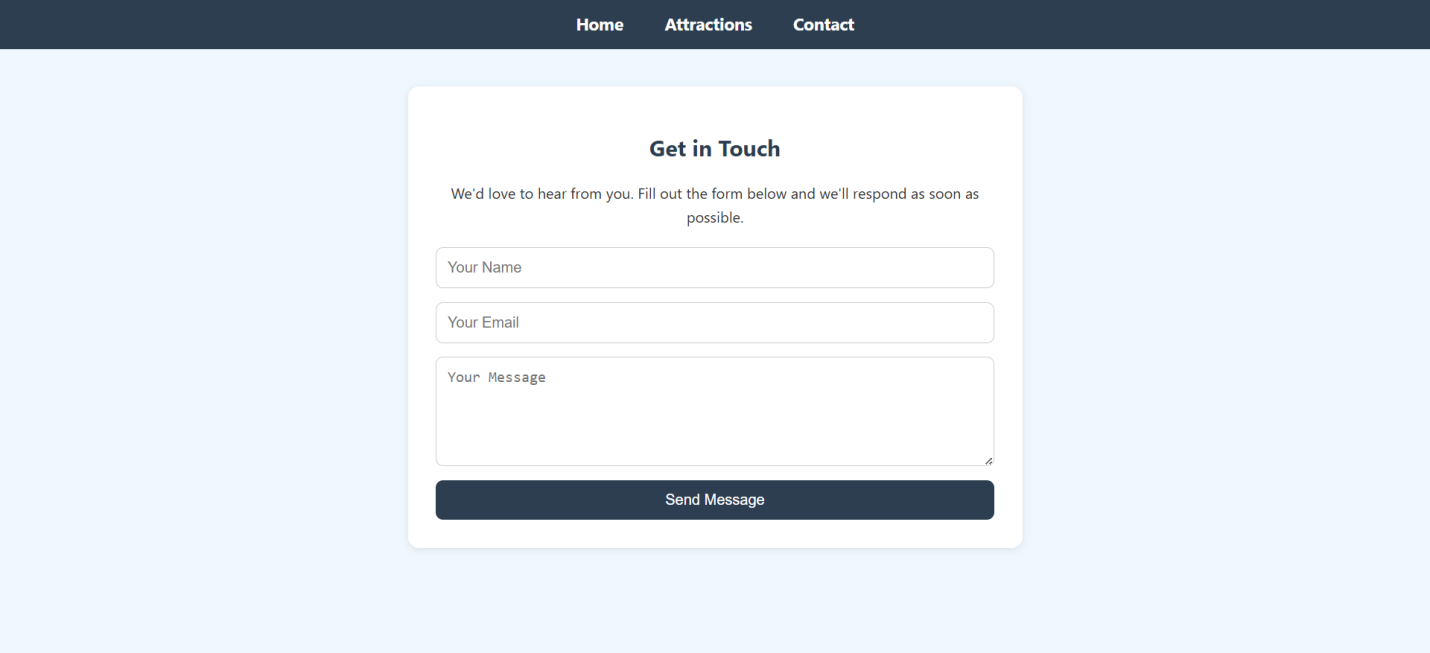 Home Attractions Contact
Get in Touch
We'd love to hear from you. Fill out the form below and we'll respond as soon as
possible.
Your Name
Your Email
Your Message
Send Message